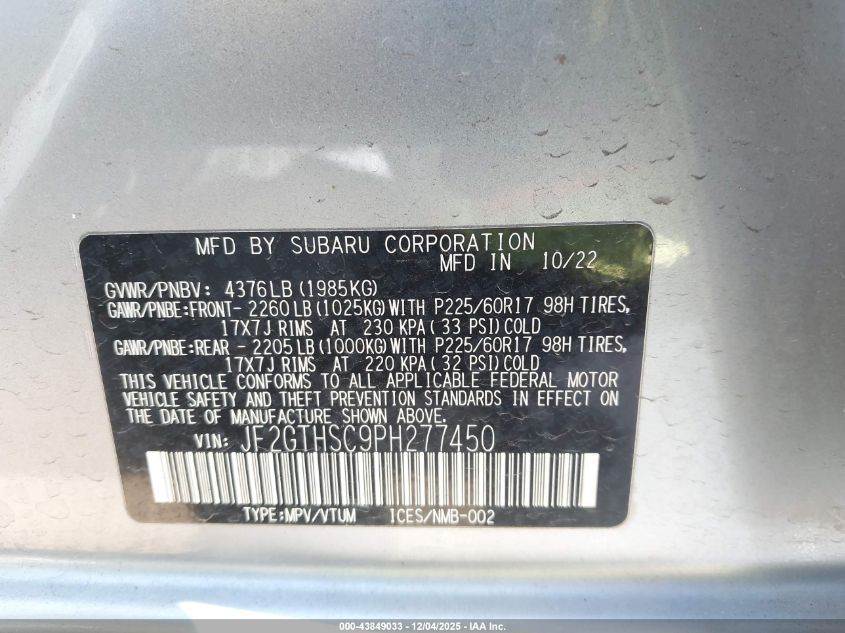 MFD BY SUBARU CORPORATION
MFD IN 10/22
GVWR/PNBV: 4376LB (1985KG)
GAWR/PNBE:FRONT- 2260LB (1025KG) WITH P225/60R17 98H TIRES,
17X7J RIMS AT 230 KPA( 33 PSI) COLD
GAWR/PNBE:REAR - 2205LB (1000KG) WITH P225/60R17 98H TIRES,
17X7J RIMS AT 220 KPA( 32 PSI) COLD
THIS VEHICLE CONFORMS TO ALL APPLICABLE FEDERAL MOTOR
VEHICLE SAFETY AND THEFT PREVENTION STANDARDS IN EFFECT ON
THE DATE OF MANUFACTURE SHOWN ABOVE.
VIN: JF2GTHSC9PH277450
TYPE:MPV/VTUM ICES/NMB-002
000-43849033 - 12/04/2025 - IAA Inc.